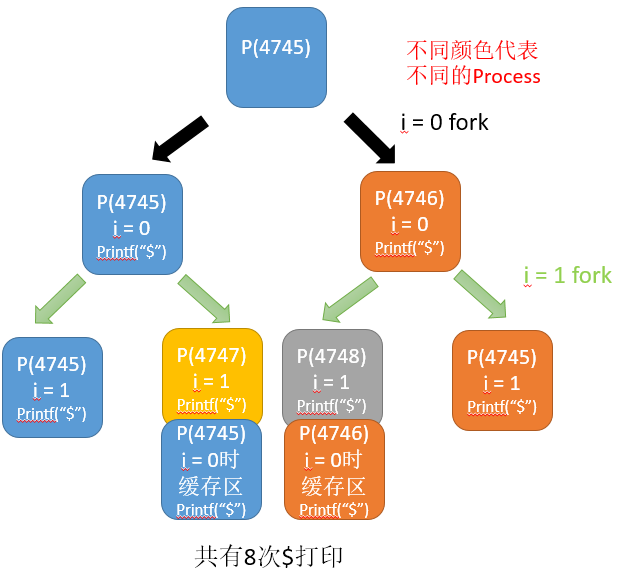 P(4745)
不同颜色代表
不同的Process
i = 0 fork
P(4745)
i = 0
Printf(“$”)
P(4746)
i = 0
Printf(“$”)
i = 1 fork
P(4745)
i = 1
Printf(“$”)
P(4747)
i = 1
Printf(“$”)
P(4748)
i = 1
Printf(“$”)
P(4745)
i = 1
Printf(“$”)
P(4745)
i = 0时
缓存区
Printf(“$”)
P(4746)
i = 0时
缓存区
Printf(“$”)
共有8次$打印